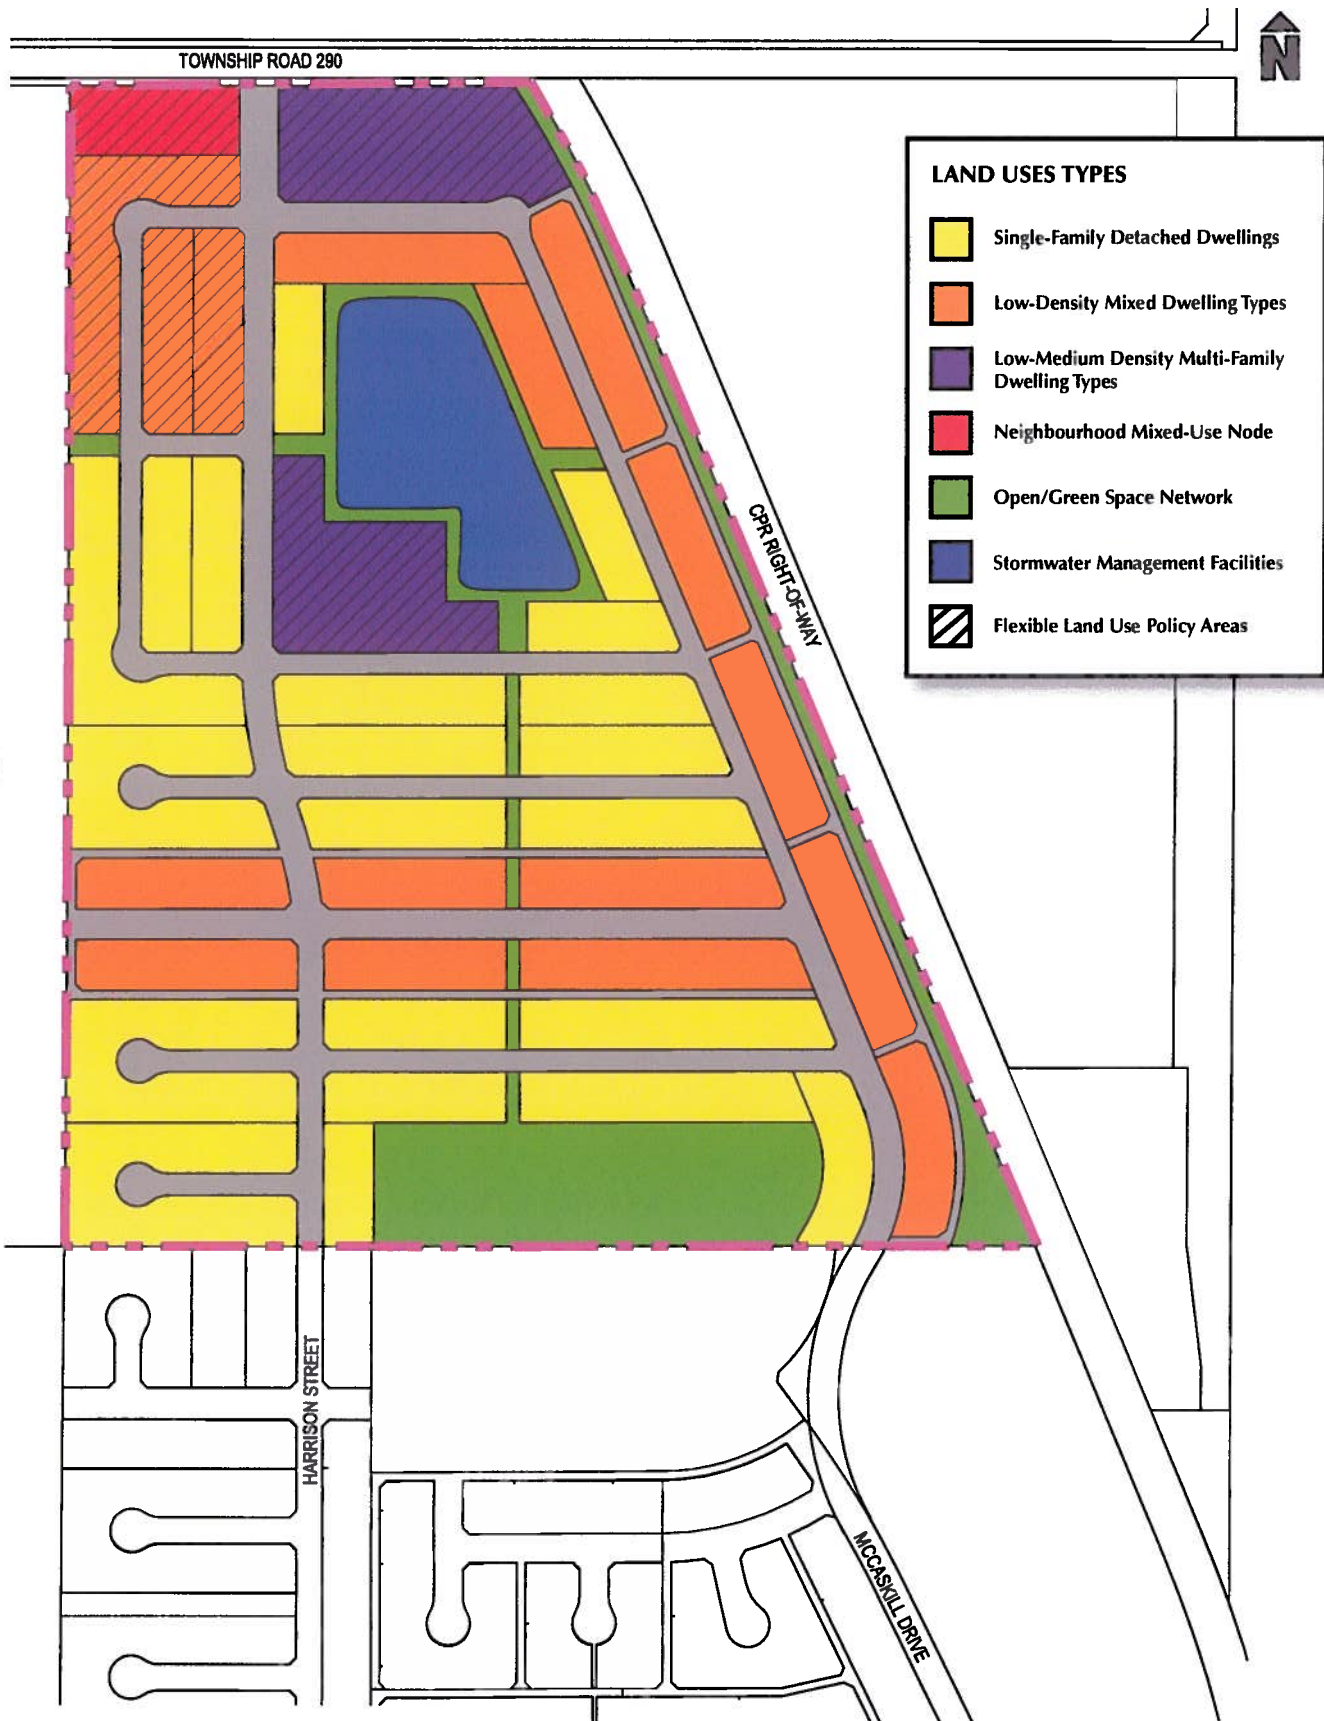 TOWNSHIP ROAD 290
N
LAND USES TYPES
Single-Family Detached Dwellings
Low-Density Mixed Dwelling Types
Low-Medium Density Multi-Family
Dwelling Types
Neighbourhood Mixed-Use Node
Open/Green Space Network
Stormwater Management Facilities
Flexible Land Use Policy Areas
CPR RIGHT-OF-WAY
HARRISON STREET
MCCASKILL DRIVE